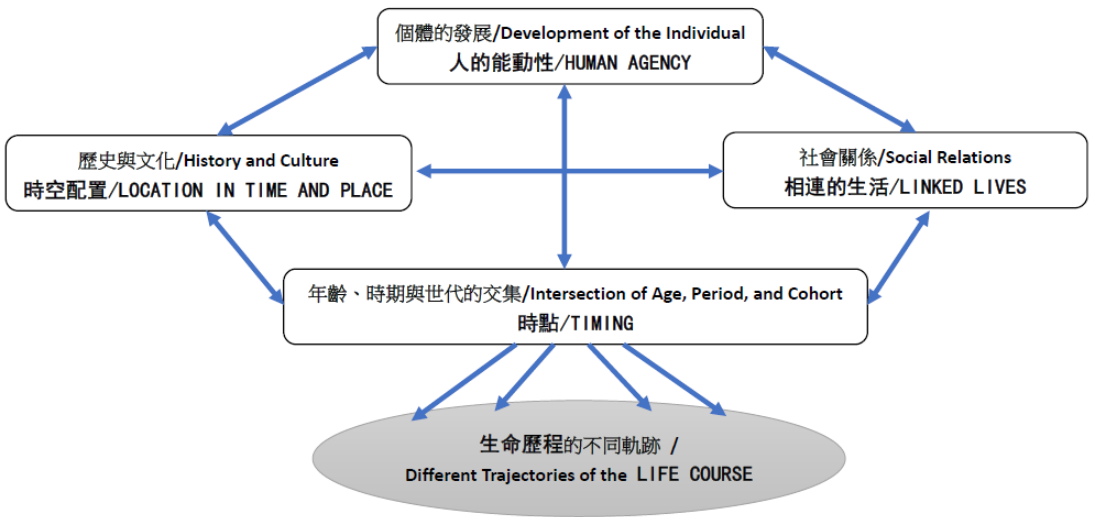 個體的發展/Development of the Individual
人的能動性/HUMAN AGENCY
歷史與文化/History and Culture
時空配置/LOCATION IN TIME AND PLACE
社會關係/Social Relations
相連的生活/LINKED LIVES
年齡、時期與世代的交集/Intersection of Age, Period, and Cohort
時點/TIMING
生命歷程的不同軌跡 /
Different Trajectories of the LIFE COURSE